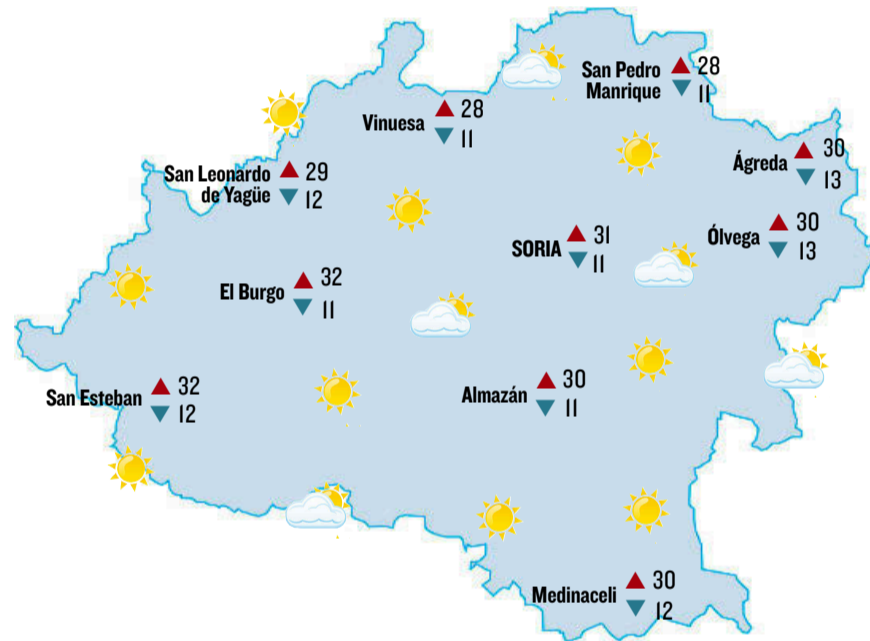 San Pedro
Manrique
28
11
Vinuesa
28
11
Ágreda
30
13
San Leonardo
de Yagüe
29
12
SORIA
31
11
Ólvega
30
13
El Burgo
32
11
San Esteban
32
12
Almazán
30
11
Medinaceli
30
12